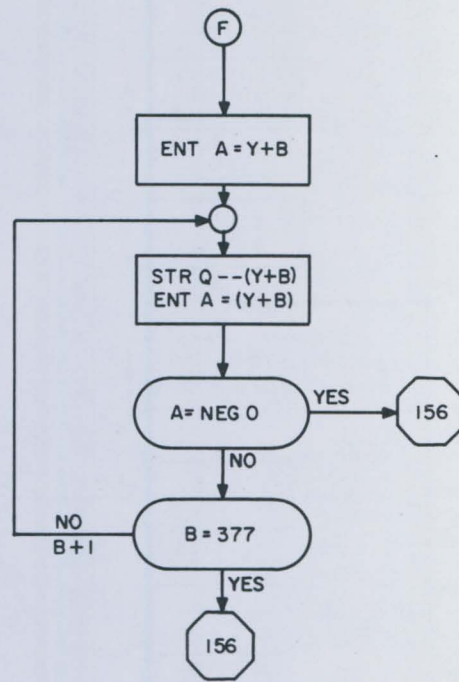 F
ENT A = Y+B
STR Q --(Y+B)
ENT A = (Y+B)
A = NEG 0
YES
156
NO
B = 377
NO
B+1
YES
156